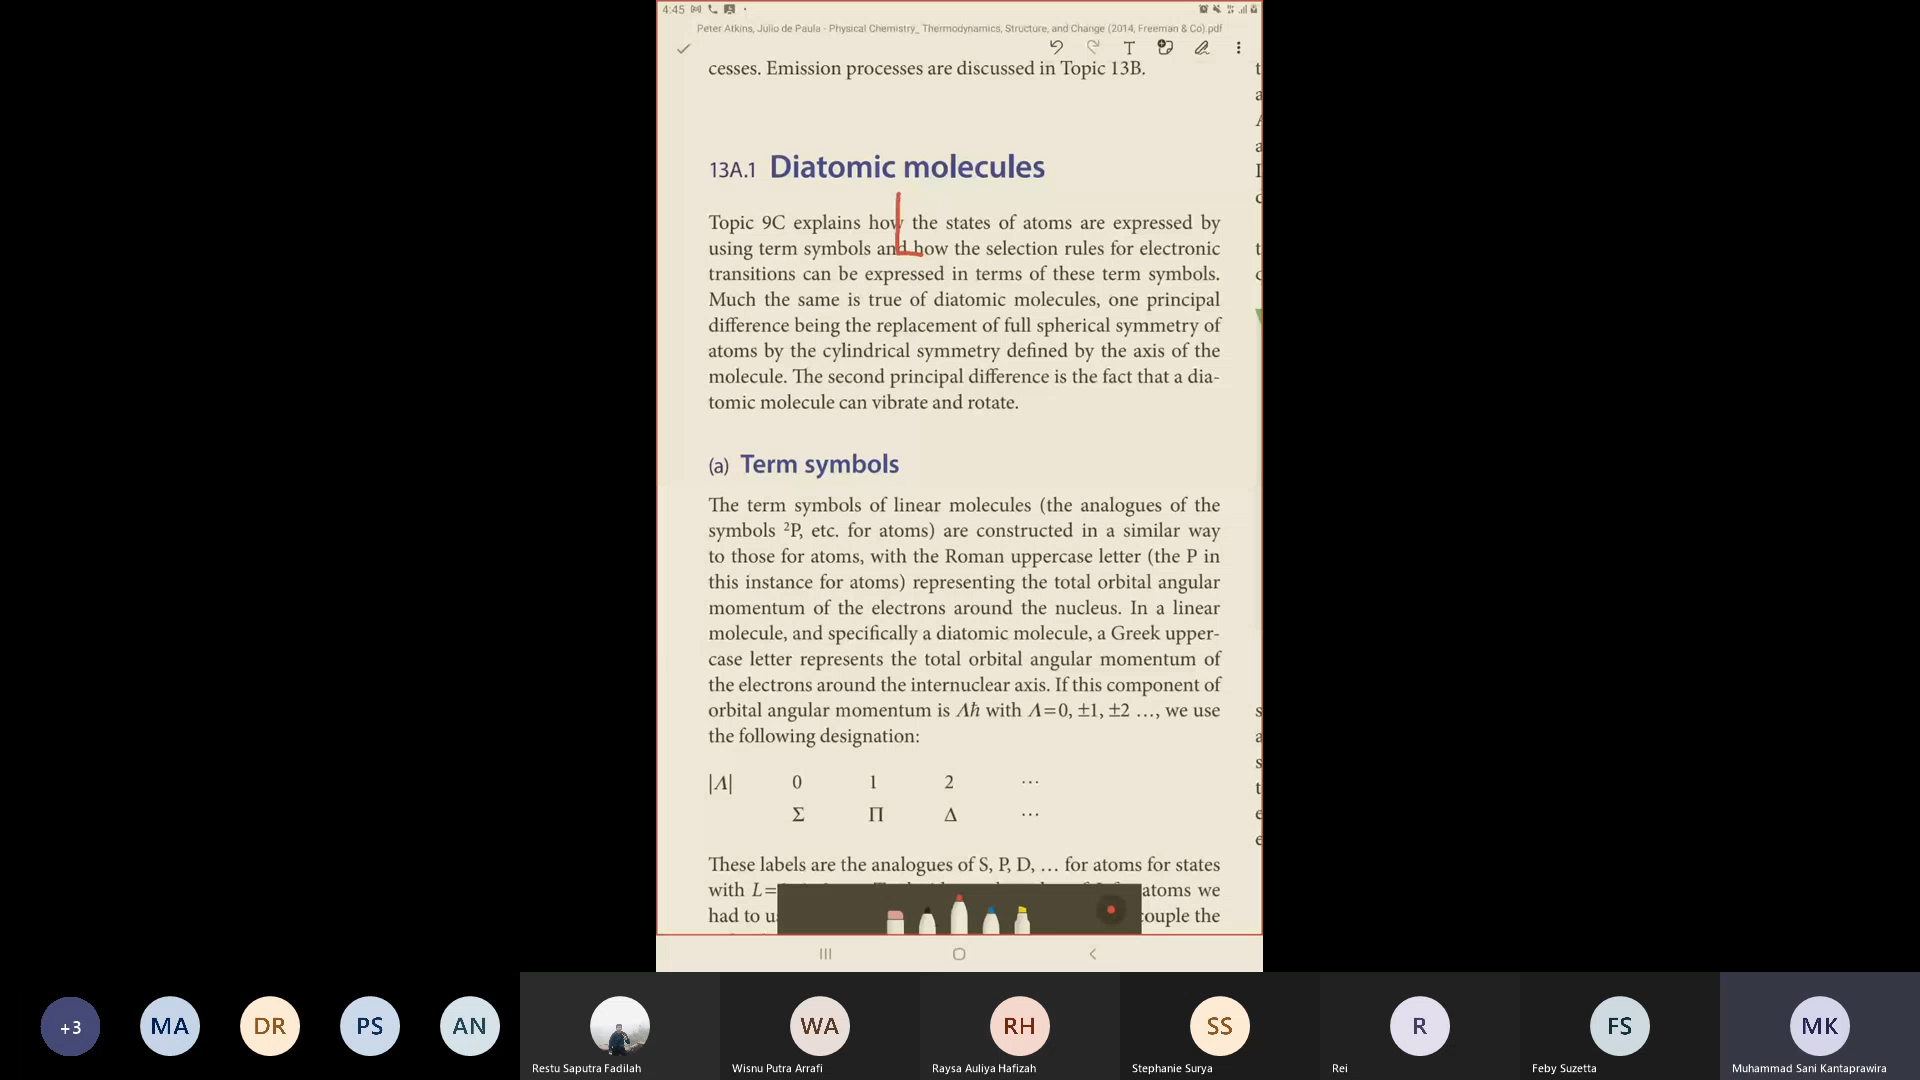 4:45
Peter Atkins, Julio de Paula - Physical Chemistry_ Thermodynamics, Structure, and Change (2014, Freeman & Co).pdf
cesses. Emission processes are discussed in Topic 13B.
13A.1 Diatomic molecules
Topic 9C explains how the states of atoms are expressed by
using term symbols and how the selection rules for electronic
transitions can be expressed in terms of these term symbols.
Much the same is true of diatomic molecules, one principal
difference being the replacement of full spherical symmetry of
atoms by the cylindrical symmetry defined by the axis of the
molecule. The second principal difference is the fact that a dia-
tomic molecule can vibrate and rotate.
L
(a) Term symbols
The term symbols of linear molecules (the analogues of the
symbols ²P, etc. for atoms) are constructed in a similar way
to those for atoms, with the Roman uppercase letter (the P in
this instance for atoms) representing the total orbital angular
momentum of the electrons around the nucleus. In a linear
molecule, and specifically a diatomic molecule, a Greek upper-
case letter represents the total orbital angular momentum of
the electrons around the internuclear axis. If this component of
orbital angular momentum is Λħ with Λ=0, ±1, ±2 …, we use
the following designation:
|Λ| 0 1 2 …
Σ Π Δ …
These labels are the analogues of S, P, D, … for atoms for states
with L= atoms we
had to u couple the
+3 MA DR PS AN WA RH SS R FS MK
Restu Saputra Fadilah Wisnu Putra Arrafi Raysa Auliya Hafizah Stephanie Surya Rei Feby Suzetta Muhammad Sani Kantaprawira